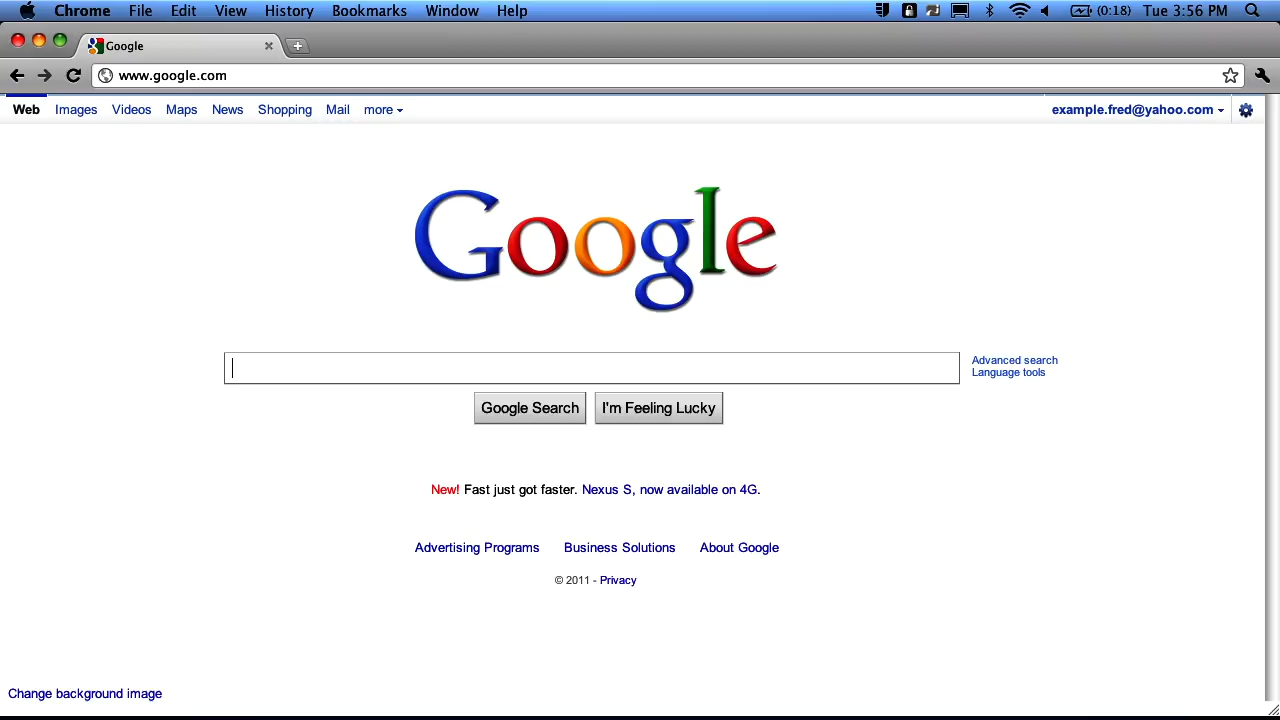 Chrome File Edit View History Bookmarks Window Help (0:18) Tue 3:56 PM
Google
www.google.com
Web Images Videos Maps News Shopping Mail more example.fred@yahoo.com
Google
Advanced search
Language tools
Google Search I'm Feeling Lucky
New! Fast just got faster. Nexus S, now available on 4G.
Advertising Programs Business Solutions About Google
© 2011 - Privacy
Change background image